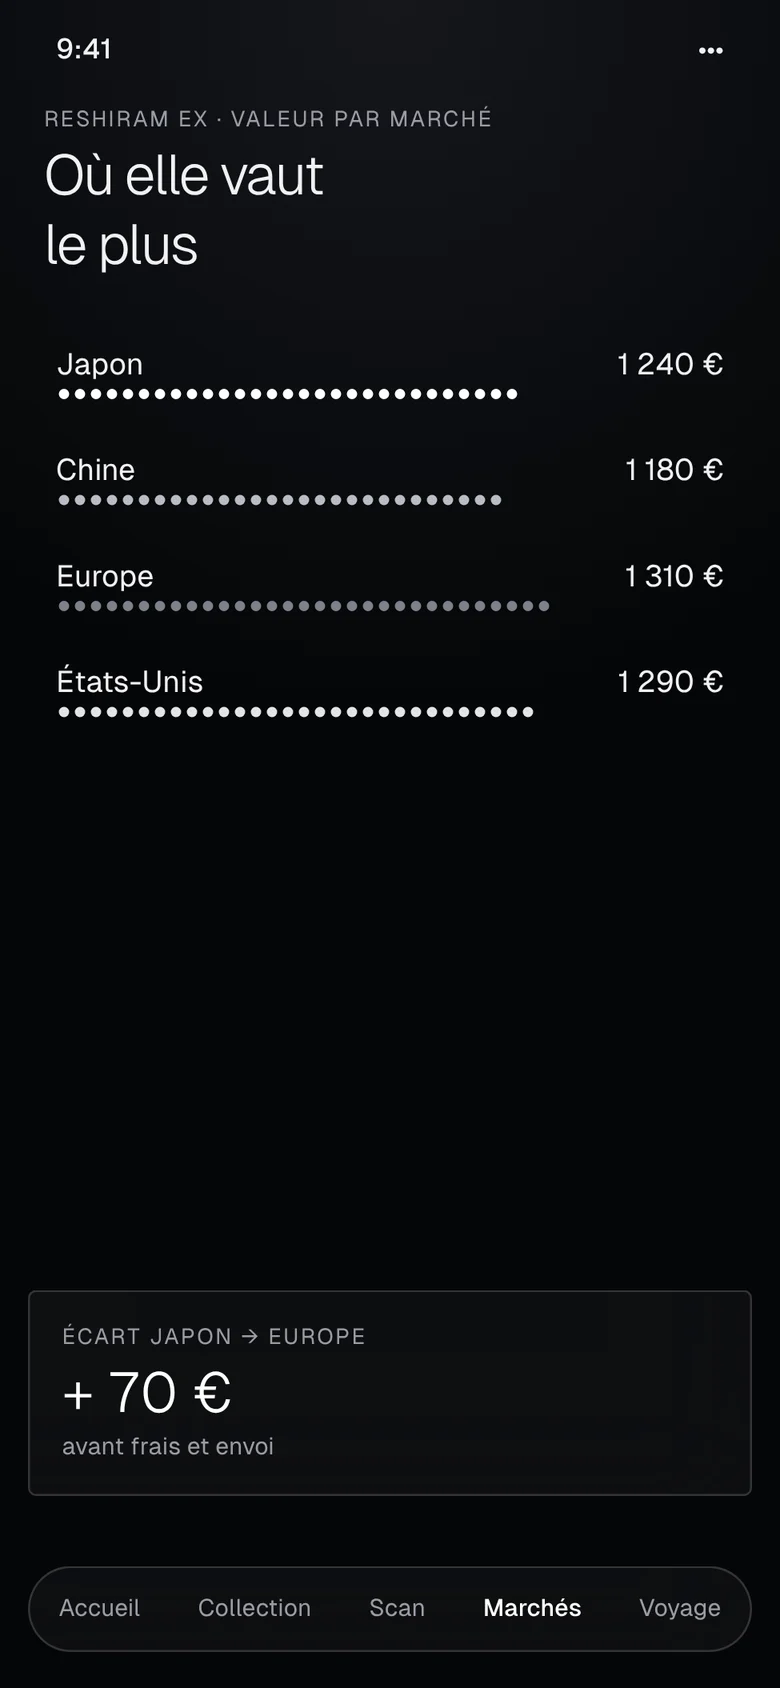 9:41
RESHIRAM EX · VALEUR PAR MARCHÉ
Où elle vaut
le plus
Japon 1 240 €
Chine 1 180 €
Europe 1 310 €
États-Unis 1 290 €
ÉCART JAPON → EUROPE
+ 70 €
avant frais et envoi
Accueil Collection Scan Marchés Voyage